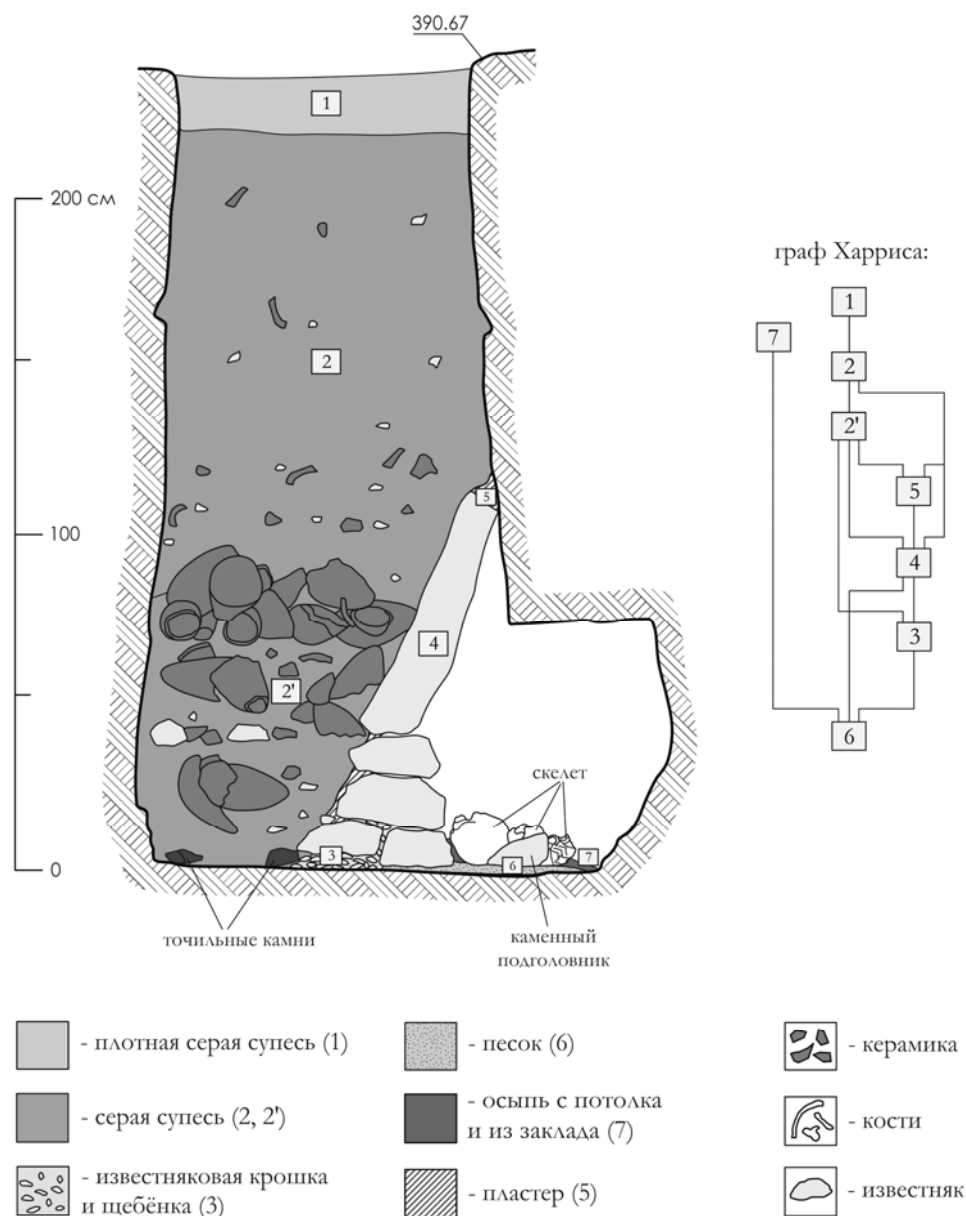 390.67
1
200 см
2
5
100
4
2'
скелет
3
6
7
0
точильные камни
каменный
подголовник
граф Харриса:
1
7
2
2'
5
4
3
6
- плотная серая супесь (1)
- серая супесь (2, 2')
- известняковая крошка
и щебёнка (3)
- песок (6)
- осыпь с потолка
и из заклада (7)
- пластер (5)
- керамика
- кости
- известняк